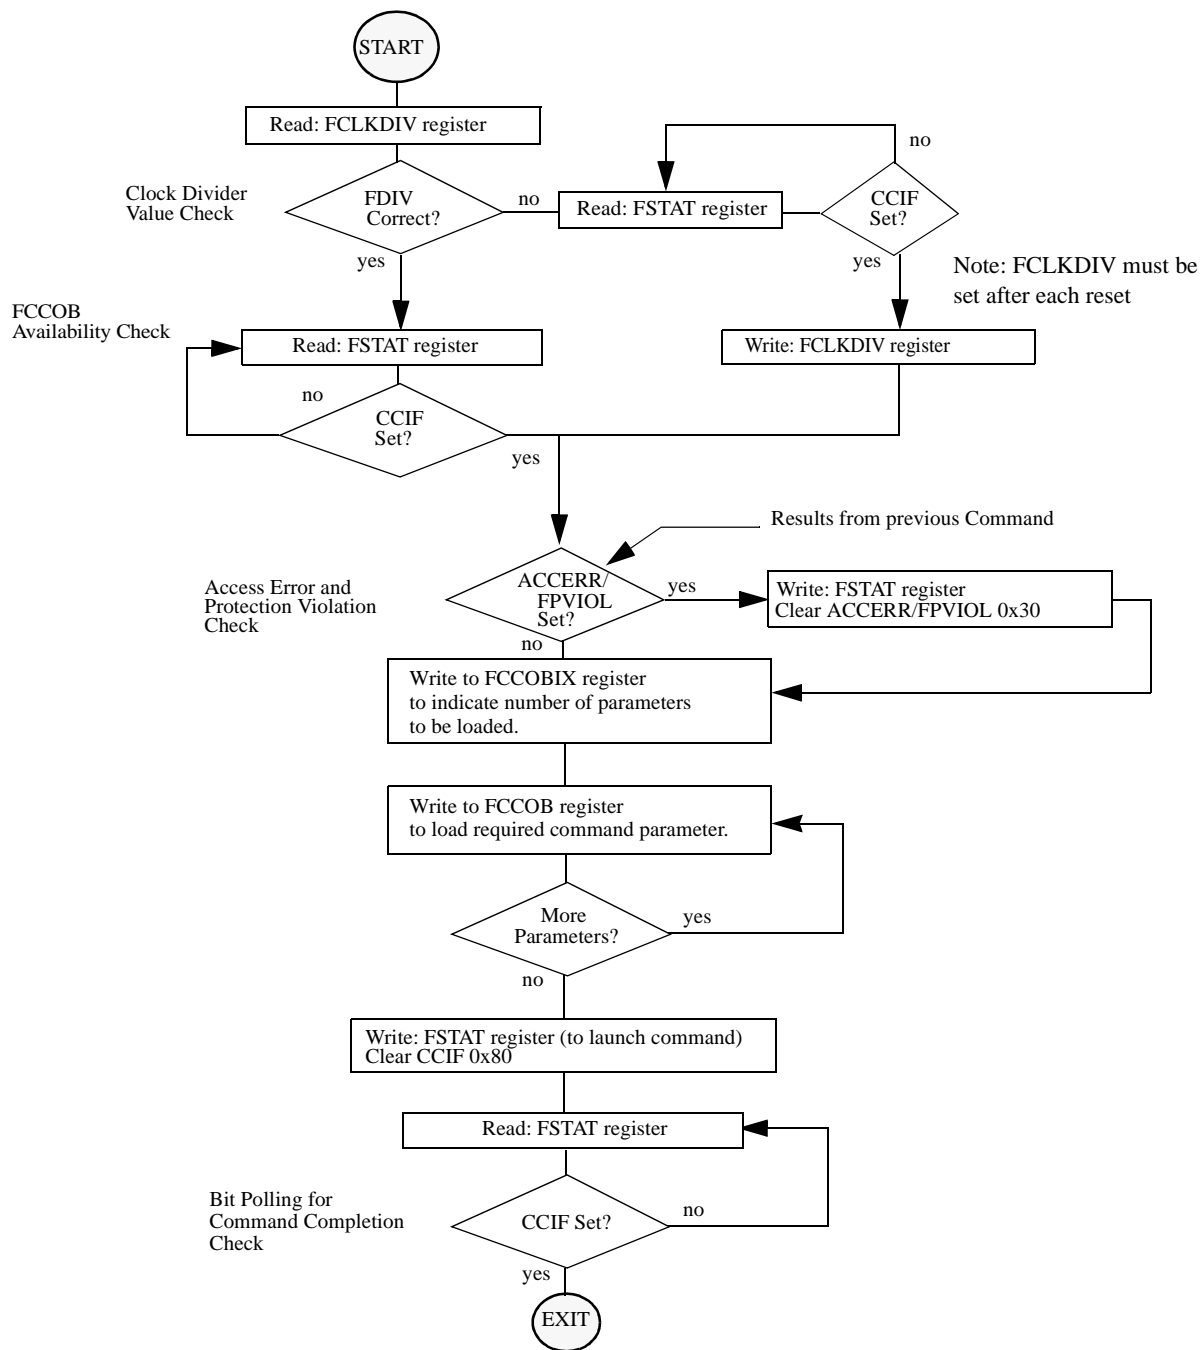 START
Read: FCLKDIV register
no
Clock Divider
Value Check
FDIV
Correct?
no
Read: FSTAT register
CCIF
Set?
yes
yes
Note: FCLKDIV must be
set after each reset
FCCOB
Availability Check
Read: FSTAT register
Write: FCLKDIV register
no
CCIF
Set?
yes
Results from previous Command
Access Error and
Protection Violation
Check
ACCERR/
FPVIOL
Set?
yes
Write: FSTAT register
Clear ACCERR/FPVIOL 0x30
no
Write to FCCOBIX register
to indicate number of parameters
to be loaded.
Write to FCCOB register
to load required command parameter.
More
Parameters?
yes
no
Write: FSTAT register (to launch command)
Clear CCIF 0x80
Read: FSTAT register
Bit Polling for
Command Completion
Check
CCIF Set?
no
yes
EXIT